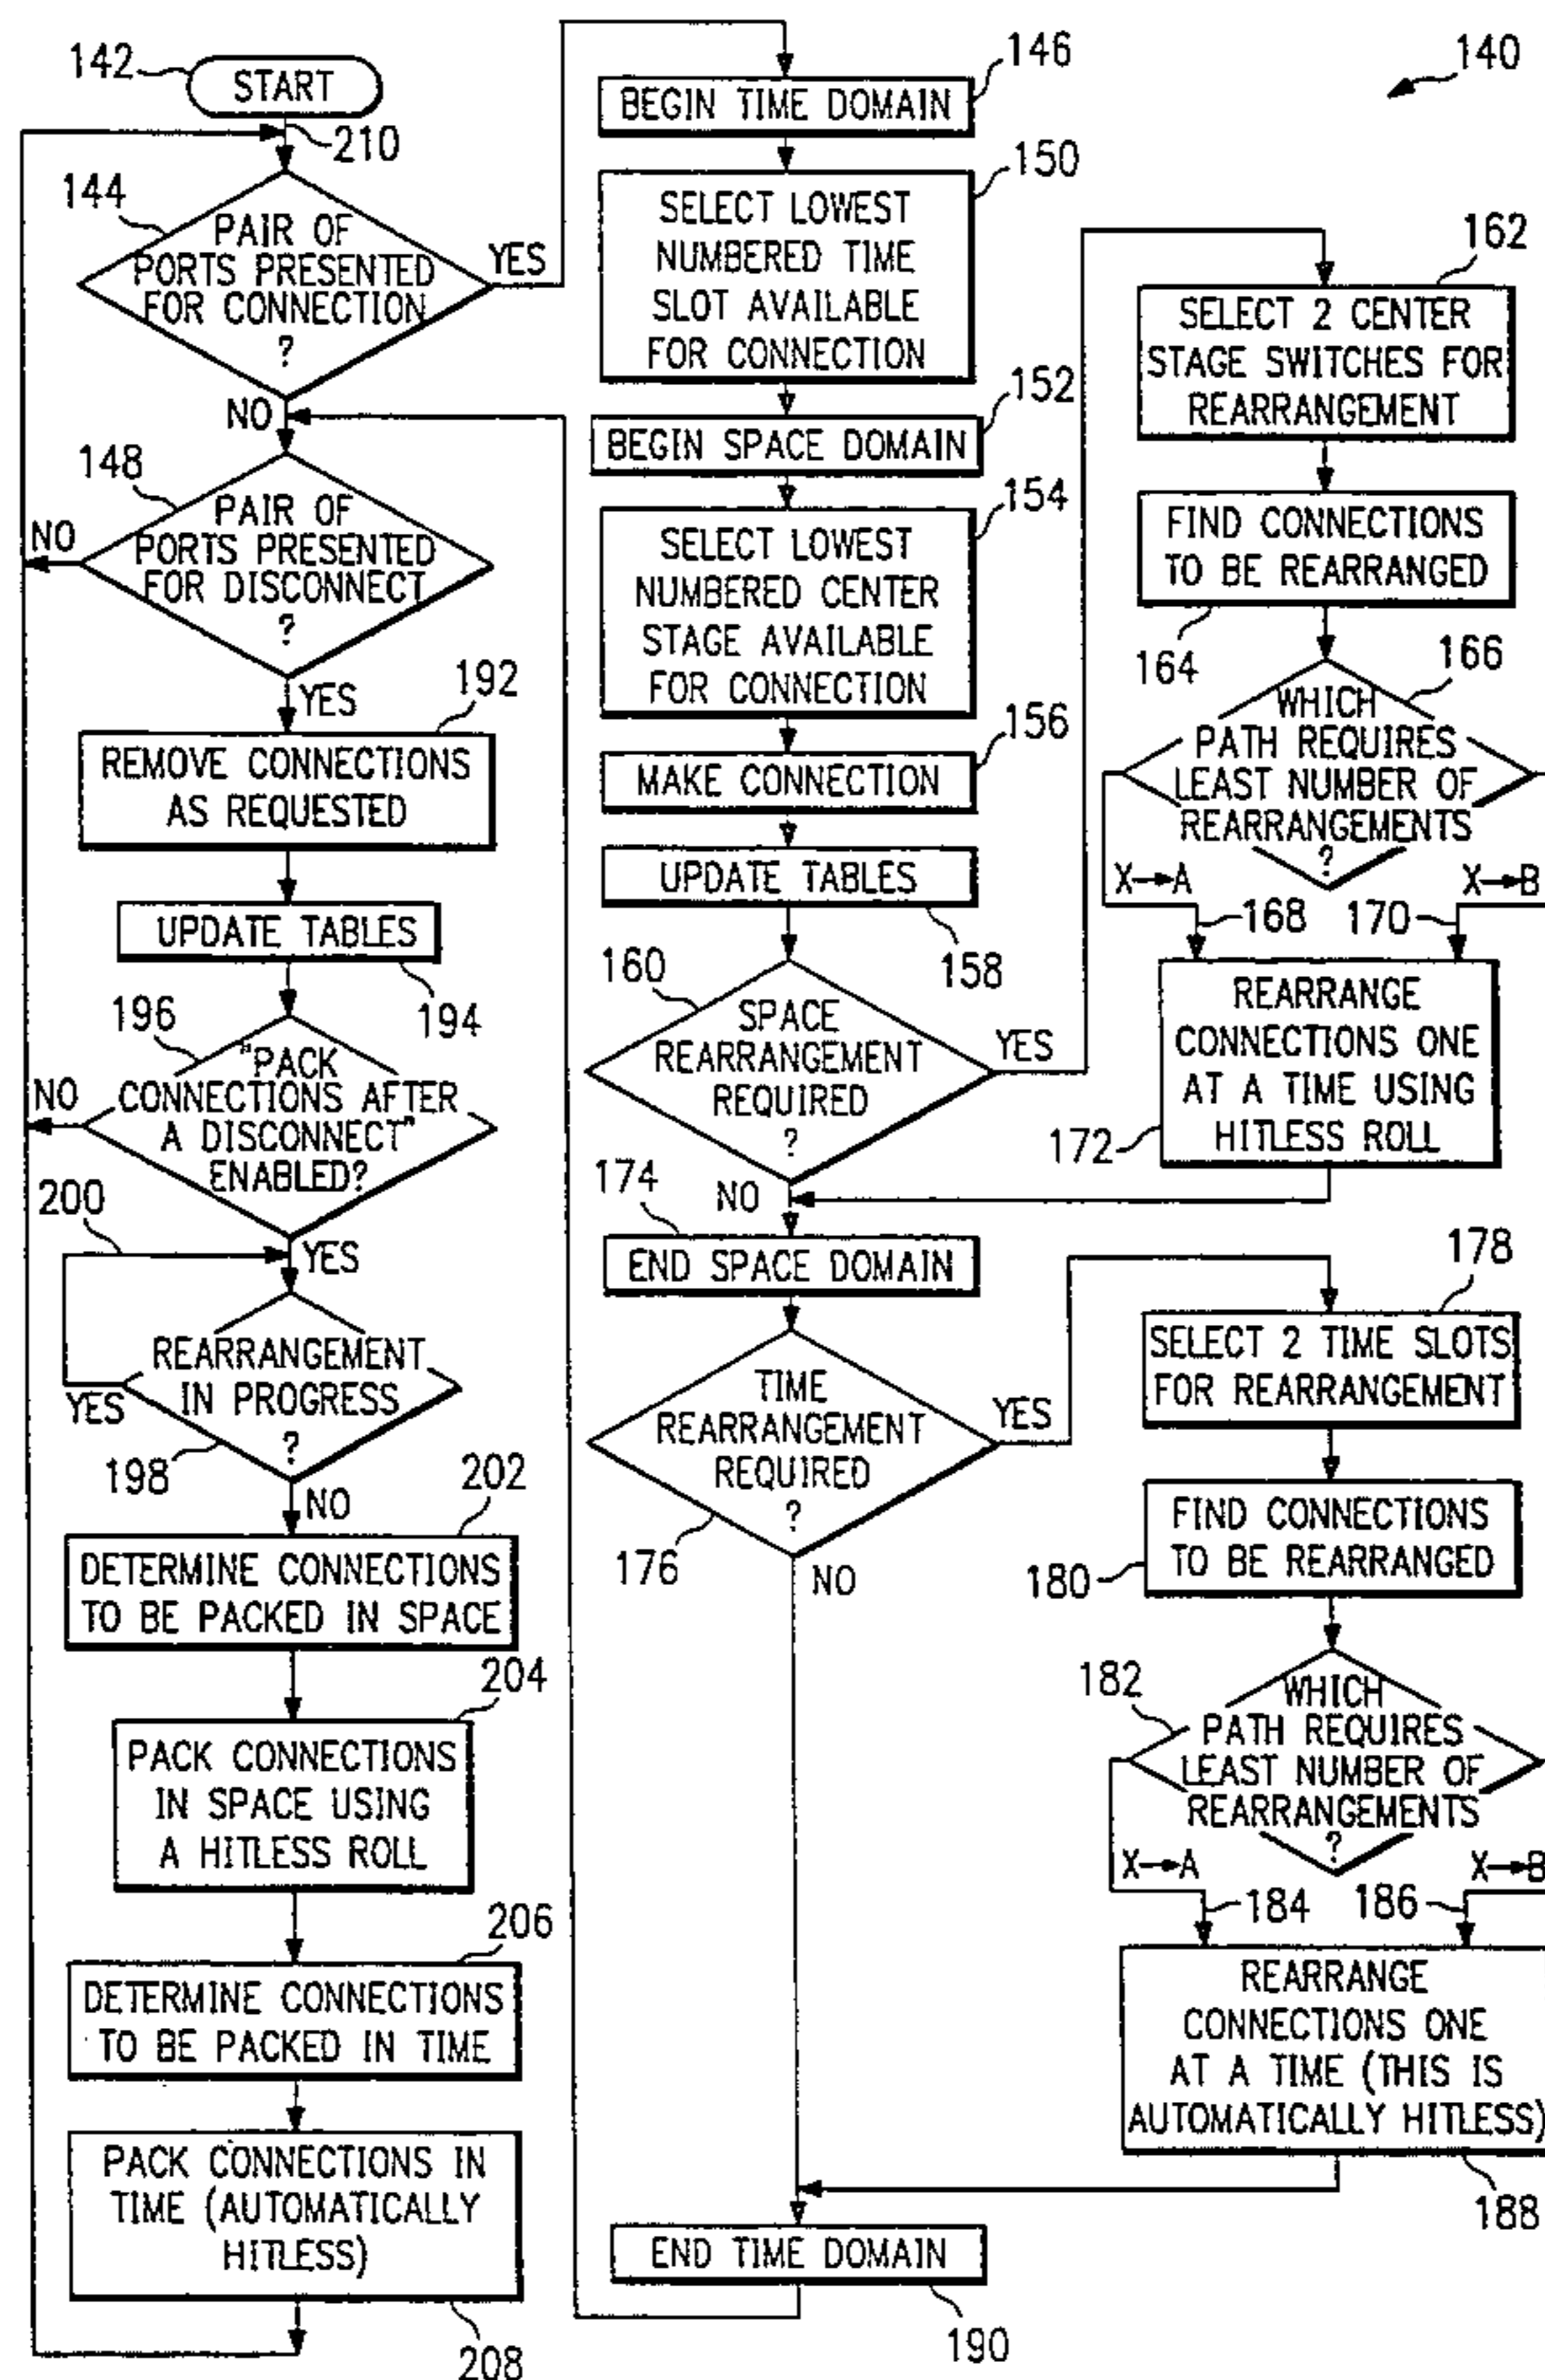 140
142
START
210
144
PAIR OF
PORTS PRESENTED
FOR CONNECTION
?
YES
NO
148
PAIR OF
PORTS PRESENTED
FOR DISCONNECT
?
NO
YES
192
REMOVE CONNECTIONS
AS REQUESTED
UPDATE TABLES
194
196
"PACK
CONNECTIONS AFTER
A DISCONNECT"
ENABLED?
NO
200
YES
REARRANGEMENT
IN PROGRESS
?
YES
198
NO
202
DETERMINE CONNECTIONS
TO BE PACKED IN SPACE
204
PACK CONNECTIONS
IN SPACE USING
A HITLESS ROLL
206
DETERMINE CONNECTIONS
TO BE PACKED IN TIME
PACK CONNECTIONS IN
TIME (AUTOMATICALLY
HITLESS)
208
146
BEGIN TIME DOMAIN
150
SELECT LOWEST
NUMBERED TIME
SLOT AVAILABLE
FOR CONNECTION
152
BEGIN SPACE DOMAIN
154
SELECT LOWEST
NUMBERED CENTER
STAGE AVAILABLE
FOR CONNECTION
156
MAKE CONNECTION
UPDATE TABLES
158
160
SPACE
REARRANGEMENT
REQUIRED
?
YES
NO
174
END SPACE DOMAIN
TIME
REARRANGEMENT
REQUIRED
?
YES
176
NO
END TIME DOMAIN
190
162
SELECT 2 CENTER
STAGE SWITCHES FOR
REARRANGEMENT
FIND CONNECTIONS
TO BE REARRANGED
164
166
WHICH
PATH REQUIRES
LEAST NUMBER OF
REARRANGEMENTS
?
X→A
X→B
168
170
REARRANGE
CONNECTIONS ONE
AT A TIME USING
HITLESS ROLL
172
178
SELECT 2 TIME SLOTS
FOR REARRANGEMENT
FIND CONNECTIONS
TO BE REARRANGED
180
182
WHICH
PATH REQUIRES
LEAST NUMBER OF
REARRANGEMENTS
?
X→A
X→B
184
186
REARRANGE
CONNECTIONS ONE
AT A TIME (THIS IS
AUTOMATICALLY HITLESS)
188